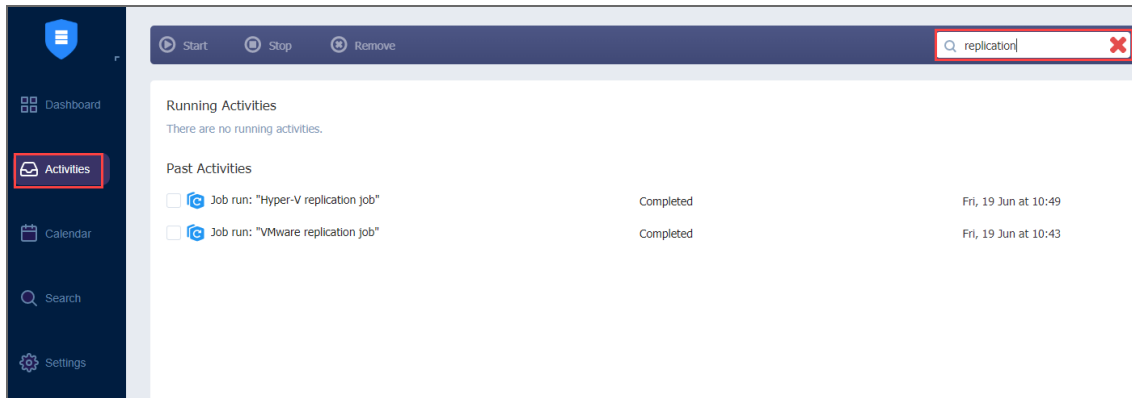 Start Stop Remove replication
Dashboard
Activities
Calendar
Search
Settings
Running Activities
There are no running activities.
Past Activities
Job run: "Hyper-V replication job" Completed Fri, 19 Jun at 10:49
Job run: "VMware replication job" Completed Fri, 19 Jun at 10:43